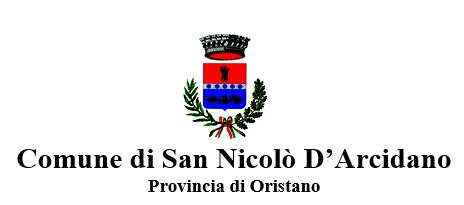 Comune di San Nicolò D’Arcidano
Provincia di Oristano